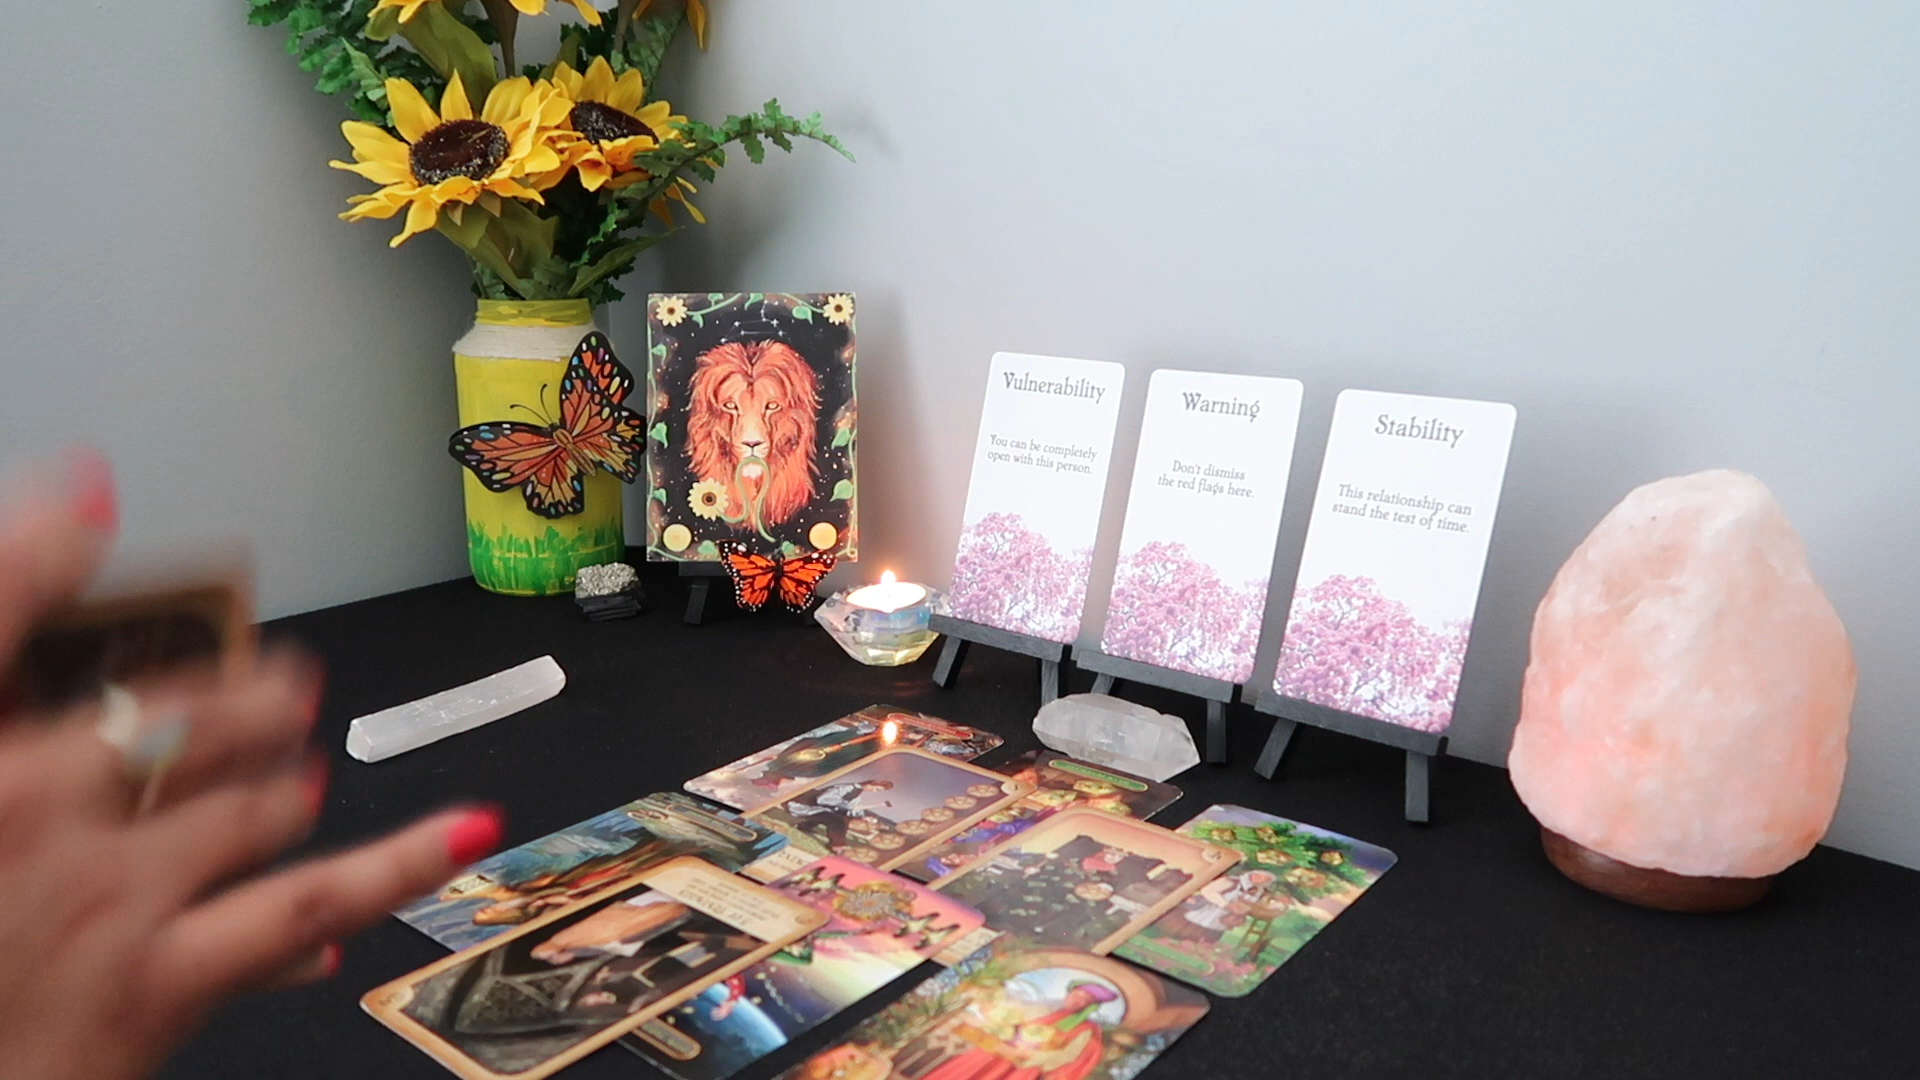 Vulnerability
You can be completely
open with this person.
Warning
Don't dismiss
the red flags here.
Stability
This relationship can
stand the test of time.